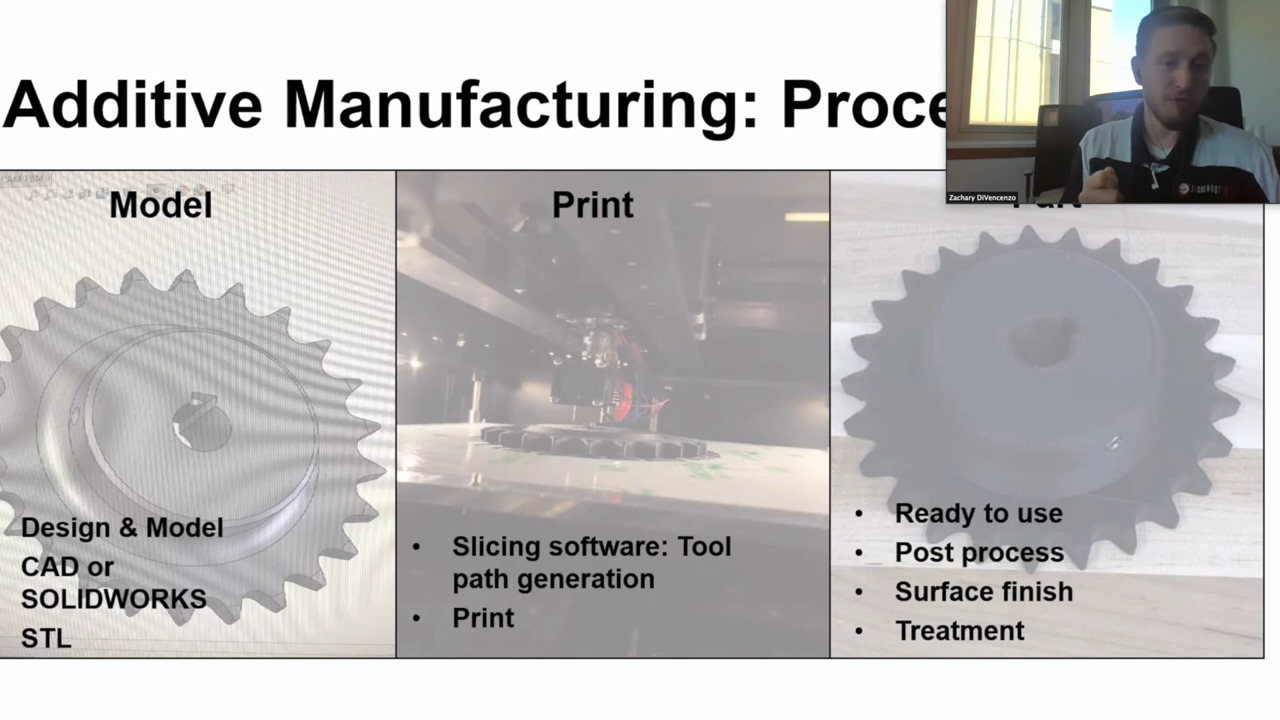 Additive Manufacturing: Proce
Zachary DiVencenzo
Model
Design & Model
CAD or
SOLIDWORKS
STL
Print
• Slicing software: Tool
path generation
• Print
• Ready to use
• Post process
• Surface finish
• Treatment